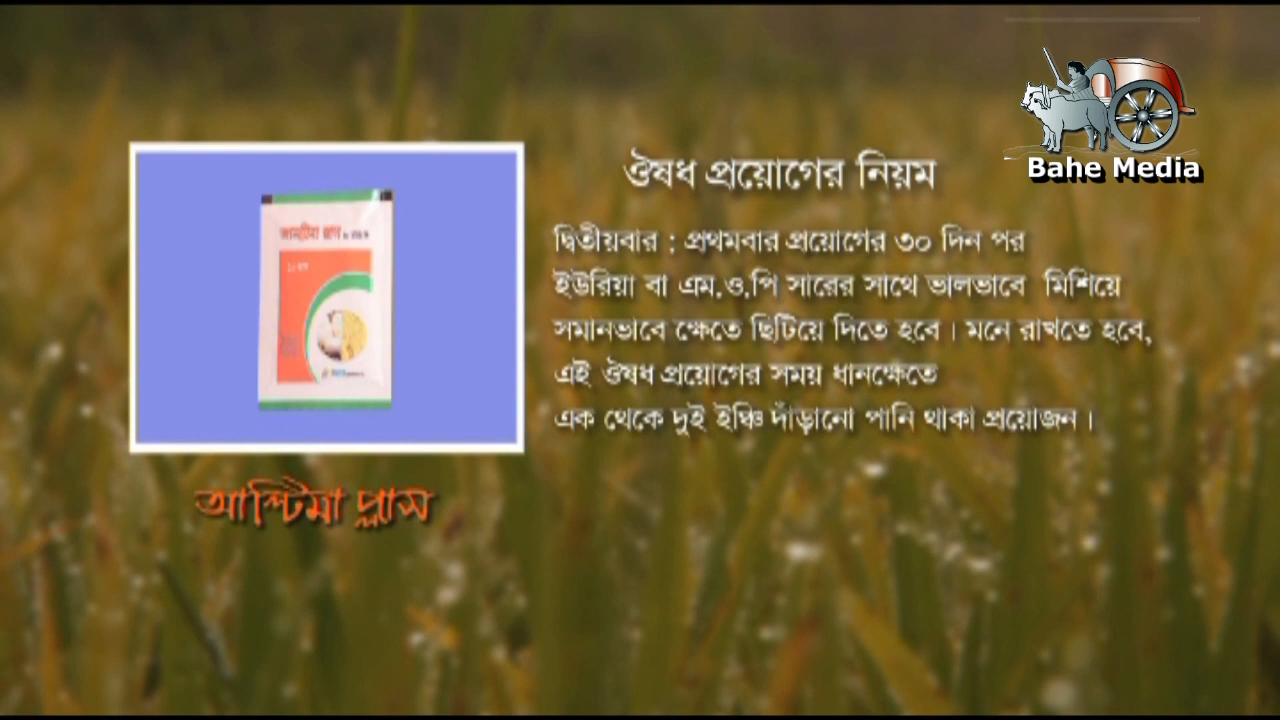 Bahe Media
ঔষধ প্রয়োগের নিয়ম
দ্বিতীয়বার : প্রথমবার প্রয়োগের ৩০ দিন পর
ইউরিয়া বা এম.ও.পি সারের সাথে ভালভাবে মিশিয়ে
সমানভাবে ক্ষেতে ছিটিয়ে দিতে হবে। মনে রাখতে হবে,
এই ঔষধ প্রয়োগের সময় ধানক্ষেতে
এক থেকে দুই ইঞ্চি দাঁড়ানো পানি থাকা প্রয়োজন।
আল্টিমা প্লাস